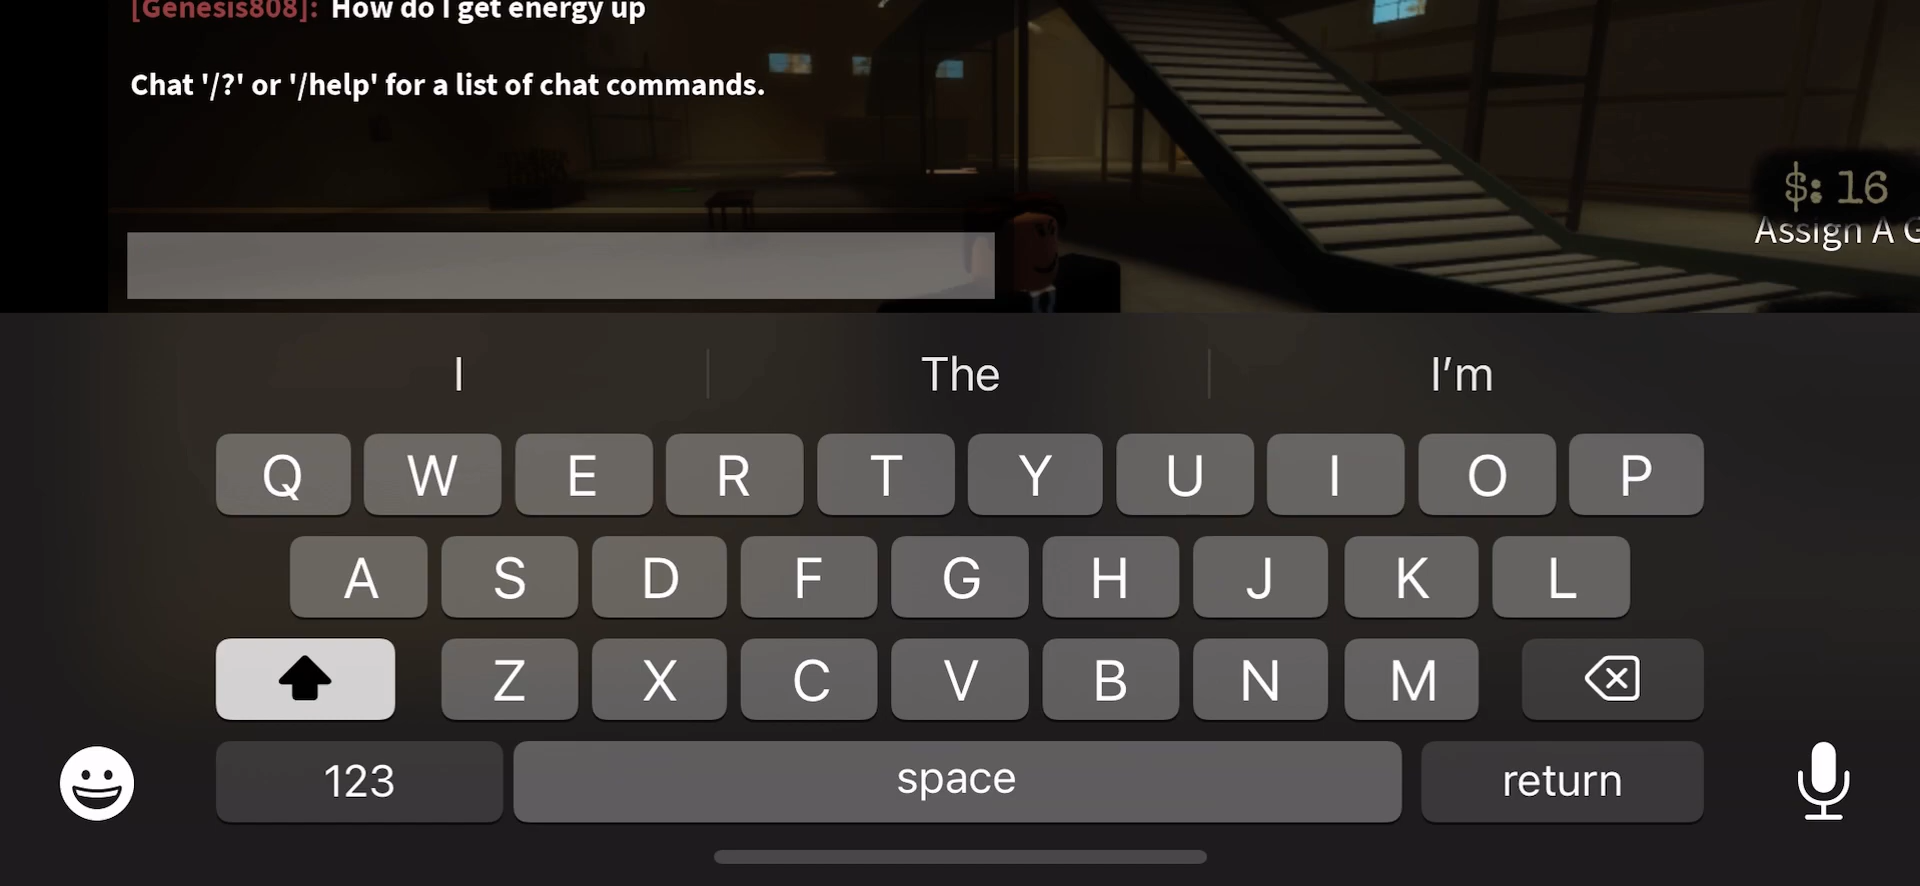 [Genesis808]: How do I get energy up
Chat '/?' or '/help' for a list of chat commands.
$: 16
Assign A
I The I'm
Q W E R T Y U I O P
A S D F G H J K L
Z X C V B N M
123 space return